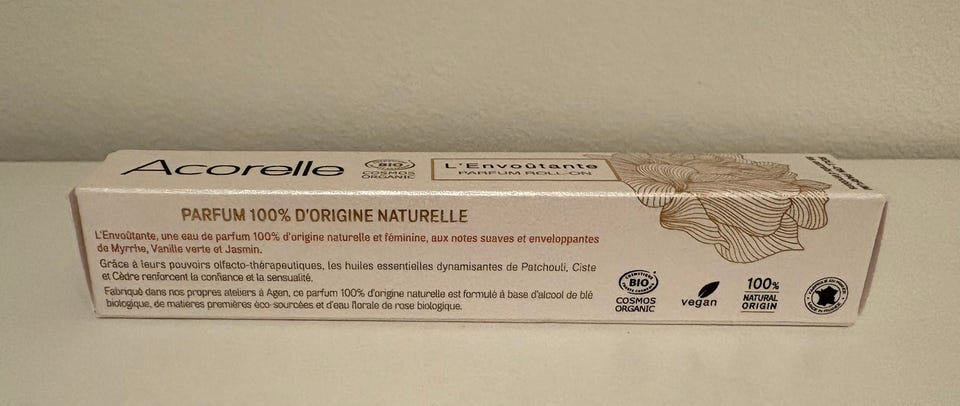 Acorelle
BIO
COSMOS
ORGANIC
L'Envoûtante
PARFUM ROLL-ON
PARFUM 100% D'ORIGINE NATURELLE
L'Envoûtante, une eau de parfum 100% d'origine naturelle et féminine, aux notes suaves et enveloppantes
de Myrrhe, Vanille verte et Jasmin.
Grâce à leurs pouvoirs olfacto-thérapeutiques, les huiles essentielles dynamisantes de Patchouli, Ciste
et Cèdre renforcent la confiance et la sensualité.
Fabriqué dans nos propres ateliers à Agen, ce parfum 100% d'origine naturelle est formulé à base d'alcool de blé
biologique, de matières premières éco-sourcées et d'eau florale de rose biologique.
BIO
COSMOS
ORGANIC
vegan
100%
NATURAL
ORIGIN